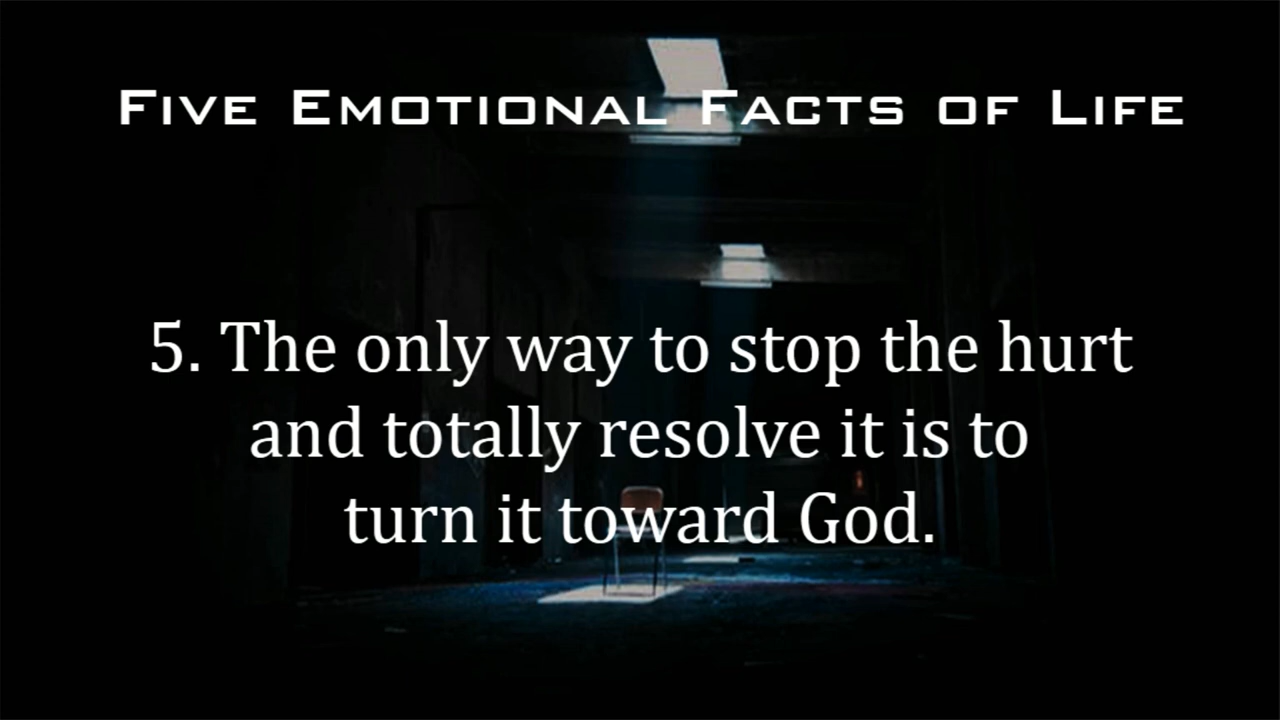 Five Emotional Facts of Life
5. The only way to stop the hurt
and totally resolve it is to
turn it toward God.